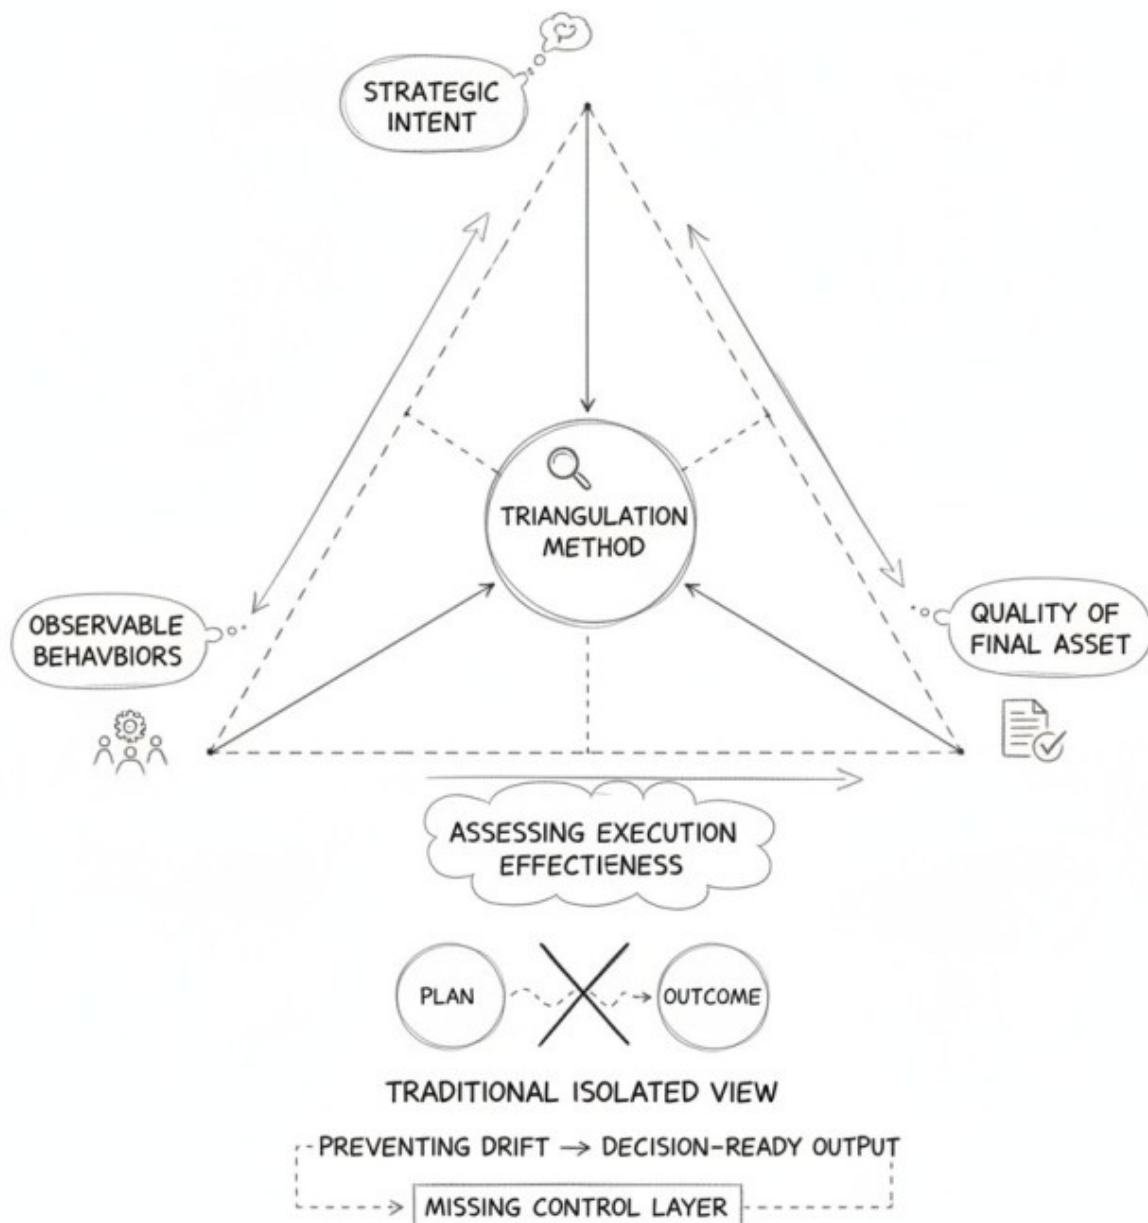 STRATEGIC
INTENT
TRIANGULATION
METHOD
OBSERVABLE
BEHAVBIORS
QUALITY OF
FINAL ASSET
ASSESSING EXECUTION
EFFECTIENESS
PLAN
OUTCOME
TRADITIONAL ISOLATED VIEW
PREVENTING DRIFT → DECISION-READY OUTPUT
MISSING CONTROL LAYER